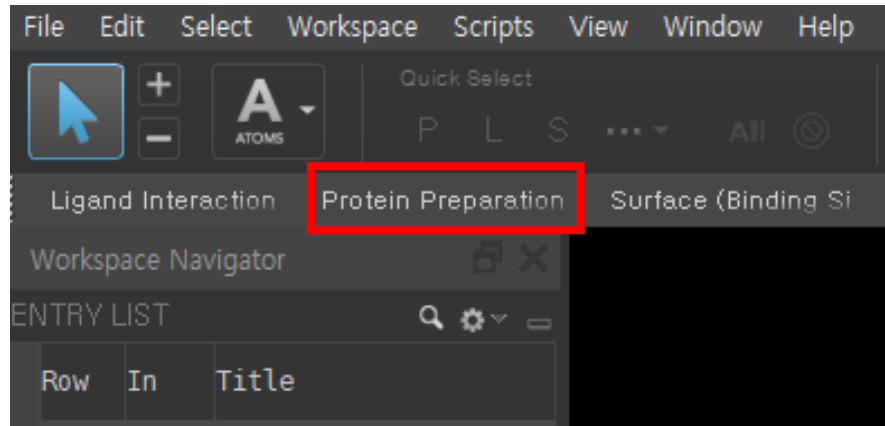 File Edit Select Workspace Scripts View Window Help
Quick Select
A
ATOMS
P L S ... All
Ligand Interaction Protein Preparation Surface (Binding Si
Workspace Navigator
ENTRY LIST
Row In Title